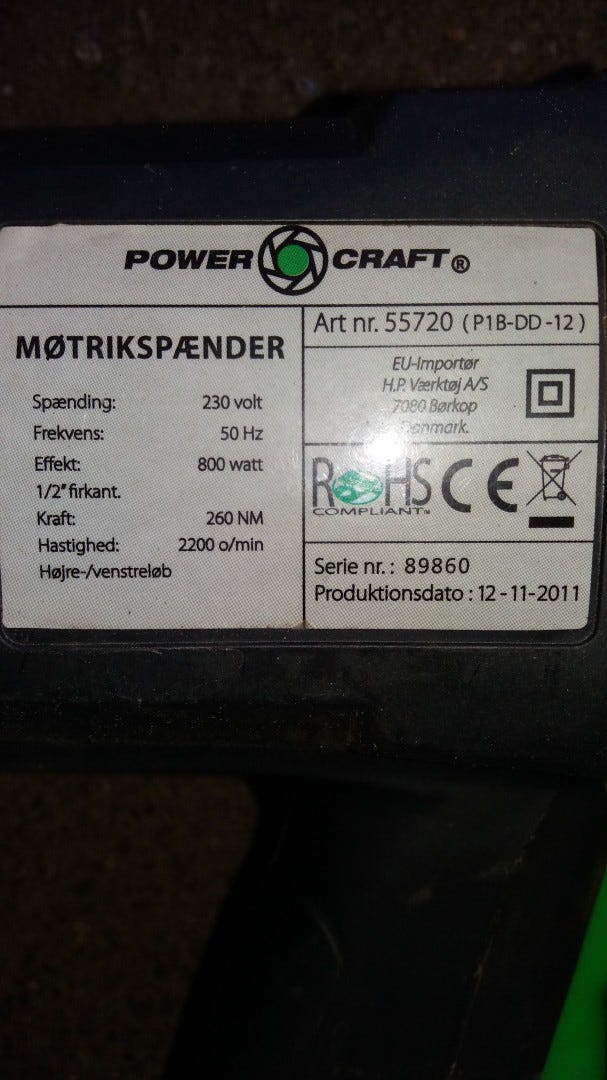 POWER CRAFT ®
MØTRIKSPÆNDER
Spænding: 230 volt
Frekvens: 50 Hz
Effekt: 800 watt
1/2" firkant.
Kraft: 260 NM
Hastighed: 2200 o/min
Højre-/venstreløb
Art nr. 55720 (P1B-DD-12)
EU-Importør
H.P. Værktøj A/S
7080 Børkop
Danmark.
ROHS CE
COMPLIANT™
Serie nr.: 89860
Produktionsdato : 12-11-2011